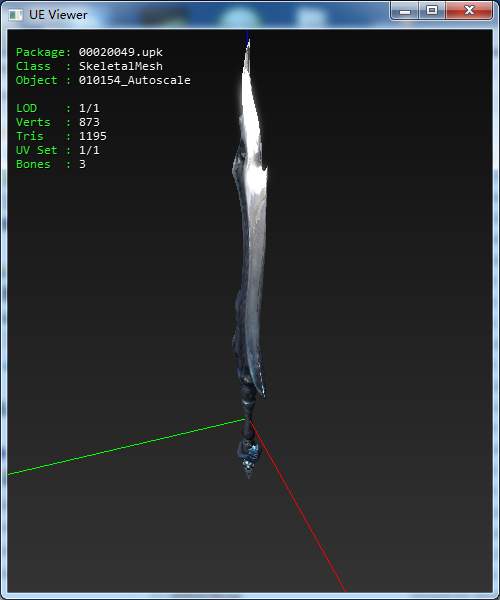 UE Viewer
Package: 00020049.upk
Class : SkeletalMesh
Object : 010154_Autoscale
LOD : 1/1
Verts : 873
Tris : 1195
UV Set : 1/1
Bones : 3